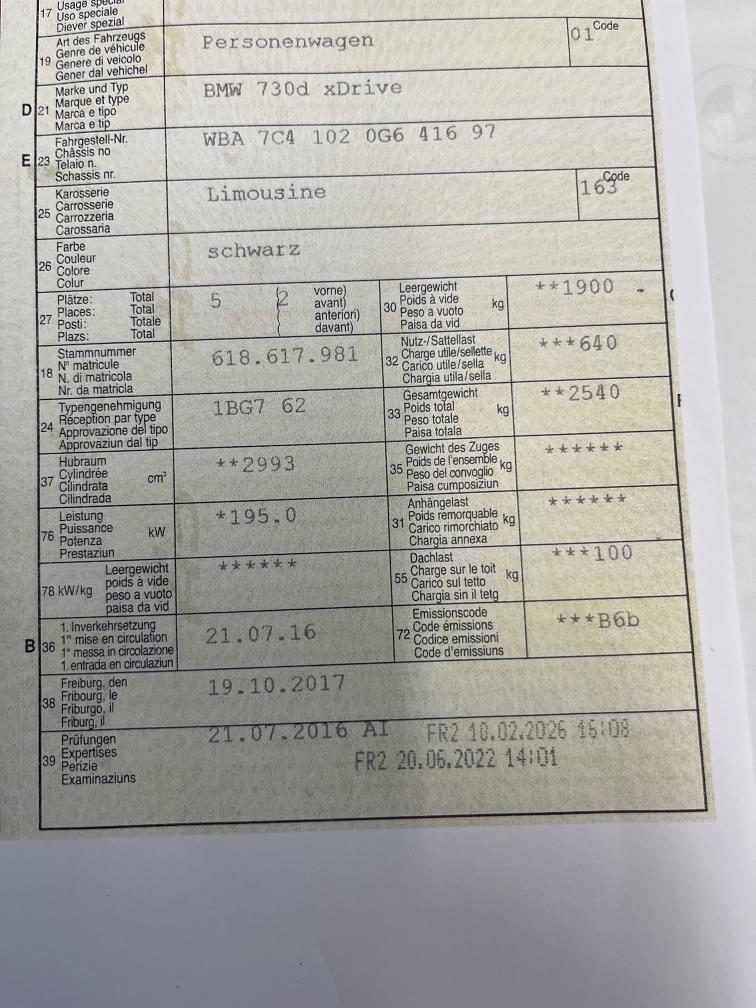 17 Usage special
Uso speciale
Diever spezial
19 Art des Fahrzeugs
Genre de véhicule
Genere di veicolo
Gener dal vehichel
Personenwagen
01 Code
D 21 Marke und Typ
Marque et type
Marca e tipo
Marca e tip
BMW 730d xDrive
E 23 Fahrgestell-Nr.
Châssis no
Telaio n.
Schassis nr.
WBA 7C4 102 0G6 416 97
25 Karosserie
Carrosserie
Carrozzeria
Carossaria
Limousine
163 Code
26 Farbe
Couleur
Colore
Colur
schwarz
27 Plätze: Total
Places: Total
Posti: Totale
Plazs: Total
5 (2 vorne)
avant)
anteriori)
davant)
30 Leergewicht
Poids à vide
Peso a vuoto
Paisa da vid
kg
**1900 -
18 Stammnummer
N° matricule
N. di matricola
Nr. da matricla
618.617.981
32 Nutz-/Sattellast
Charge utile/sellette
Carico utile/sella
Chargia utila/sella
kg
***640
24 Typengenehmigung
Réception par type
Approvazione del tipo
Approvaziun dal tip
1BG7 62
33 Gesamtgewicht
Poids total
Peso totale
Paisa totala
kg
**2540
37 Hubraum
Cylindrée
Cilindrata
Cilindrada
cm³
**2993
35 Gewicht des Zuges
Poids de l'ensemble
Peso del convoglio
Paisa cumposiziun
kg
******
76 Leistung
Puissance
Potenza
Prestaziun
kW
*195.0
31 Anhängelast
Poids remorquable
Carico rimorchiato
Chargia annexa
kg
******
78 kW/kg Leergewicht
poids à vide
peso a vuoto
paisa da vid
******
55 Dachlast
Charge sur le toit
Carico sul tetto
Chargia sin il tetg
kg
***100
B 36 1. Inverkehrsetzung
1re mise en circulation
1a messa in circolazione
1. entrada en circulaziun
21.07.16
72 Emissionscode
Code émissions
Codice emissioni
Code d'emissiuns
***B6b
38 Freiburg, den
Fribourg, le
Friburgo, il
Friburg, il
19.10.2017
39 Prüfungen
Expertises
Perizie
Examinaziuns
21.07.2016 AI FR2 10.02.2026 16:08
FR2 20.06.2022 14:01